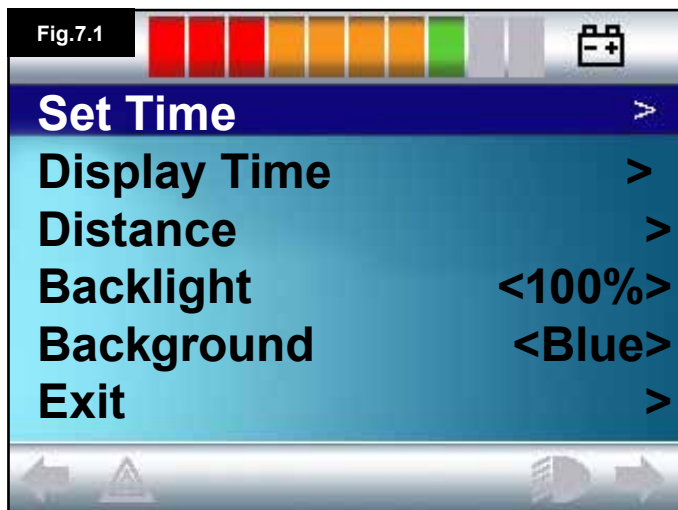 Fig.7.1
Set Time >
Display Time >
Distance >
Backlight <100%>
Background <Blue>
Exit >